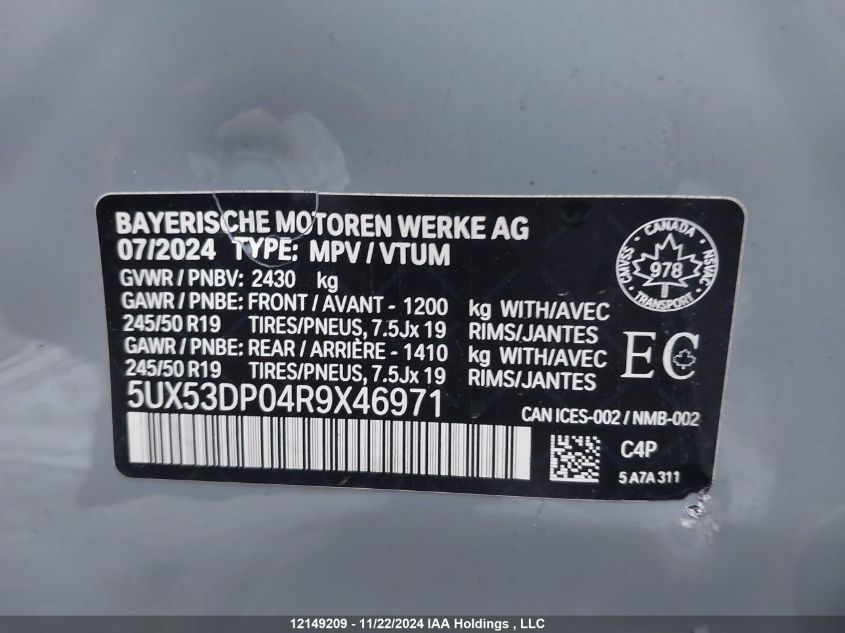 BAYERISCHE MOTOREN WERKE AG
07/2024 TYPE: MPV / VTUM
GVWR / PNBV: 2430 kg
GAWR / PNBE: FRONT / AVANT - 1200 kg WITH/AVEC
245/50 R19 TIRES/PNEUS, 7.5Jx 19 RIMS/JANTES
GAWR / PNBE: REAR / ARRIÈRE - 1410 kg WITH/AVEC
245/50 R19 TIRES/PNEUS, 7.5Jx 19 RIMS/JANTES
5UX53DP04R9X46971
CANADA
CMVSS
978
NSVAC
TRANSPORT
EC
CAN ICES-002 / NMB-002
C4P
5 A7A 311
12149209 - 11/22/2024 IAA Holdings , LLC